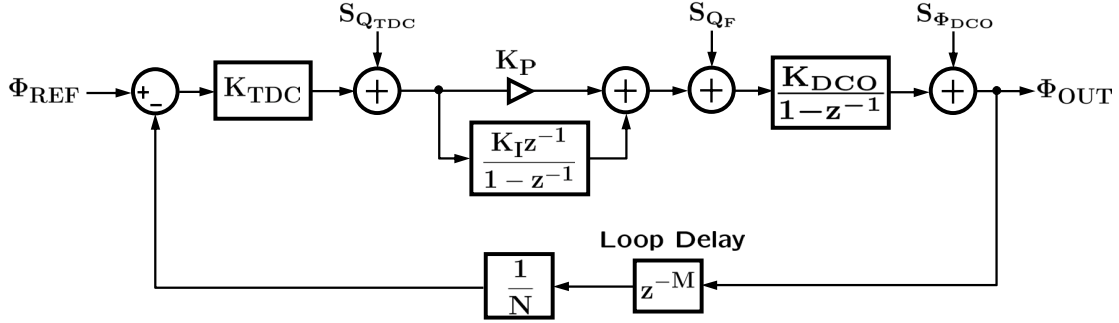 S_{Q_{TDC}}
S_{Q_F}
S_{Φ_{DCO}}
K_P
Φ_{REF}
+
−
K_{TDC}
+
+
+
K_{DCO}
1−z^{−1}
+
Φ_{OUT}
K_I z^{−1}
1 − z^{−1}
Loop Delay
1
N
z^{−M}